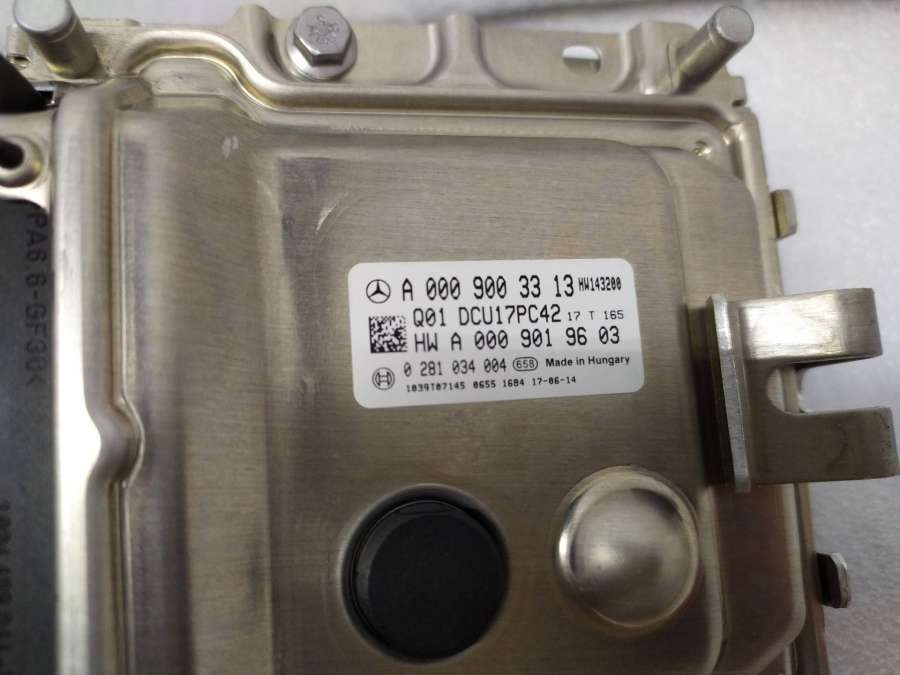 A 000 900 33 13 HW143200
Q01 DCU17PC42 17 T 165
HW A 000 901 96 03
0 281 034 004 658 Made in Hungary
1039T07145 0655 1684 17-06-14
PA6.6-GF30<